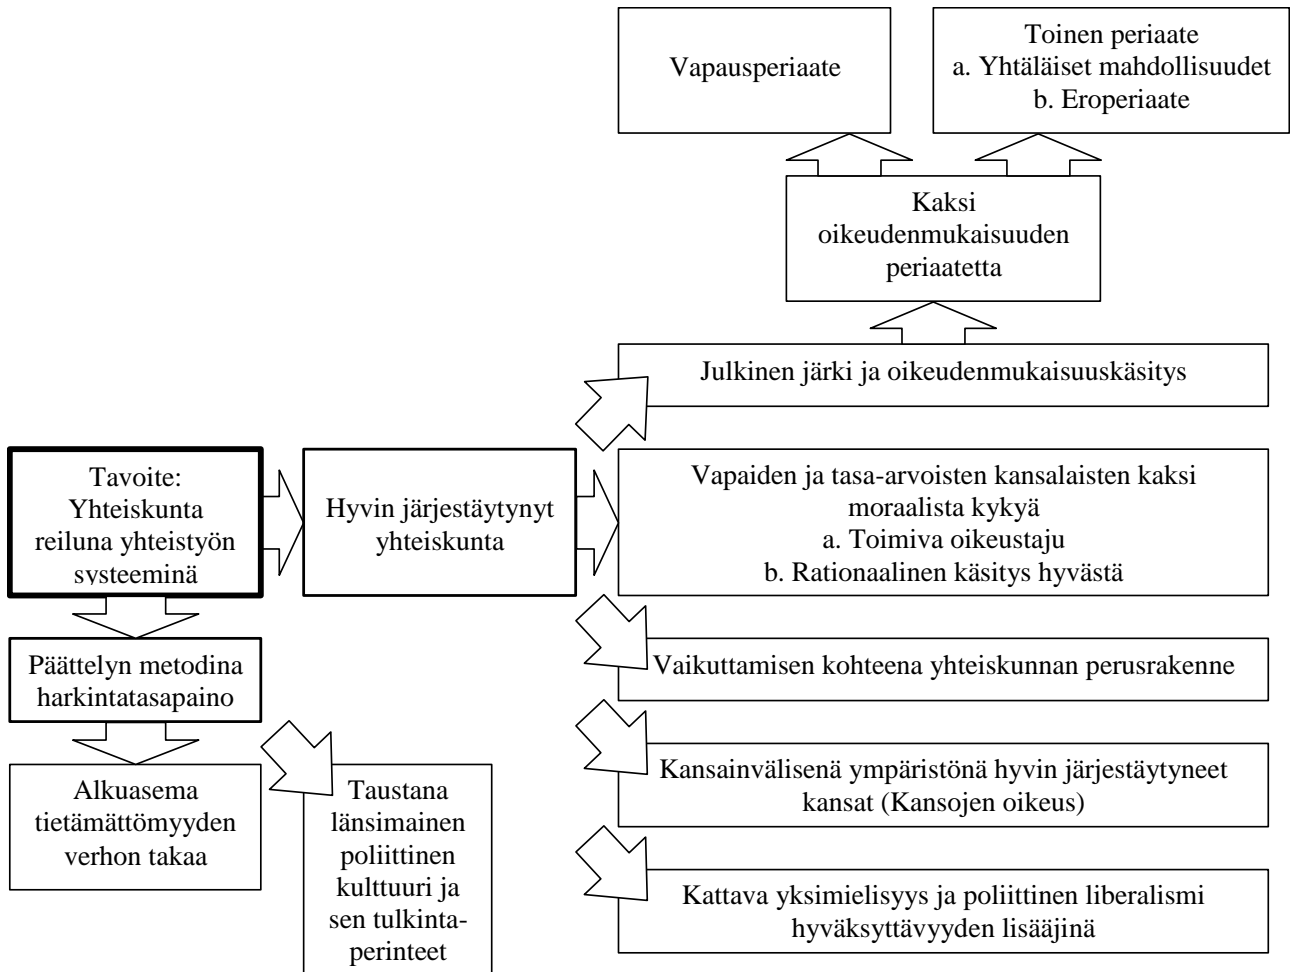 Vapausperiaate
Toinen periaate
a. Yhtäläiset mahdollisuudet
b. Eroperiaate
Kaksi
oikeudenmukaisuuden
periaatetta
Julkinen järki ja oikeudenmukaisuuskäsitys
Tavoite:
Yhteiskunta
reiluna yhteistyön
systeeminä
Hyvin järjestäytynyt
yhteiskunta
Vapaiden ja tasa-arvoisten kansalaisten kaksi
moraalista kykyä
a. Toimiva oikeustaju
b. Rationaalinen käsitys hyvästä
Päättelyn metodina
harkintatasapaino
Vaikuttamisen kohteena yhteiskunnan perusrakenne
Alkuasema
tietämättömyyden
verhon takaa
Taustana
länsimainen
poliittinen
kulttuuri ja
sen tulkinta-
perinteet
Kansainvälisenä ympäristönä hyvin järjestäytyneet
kansat (Kansojen oikeus)
Kattava yksimielisyys ja poliittinen liberalismi
hyväksyttävyyden lisääjinä